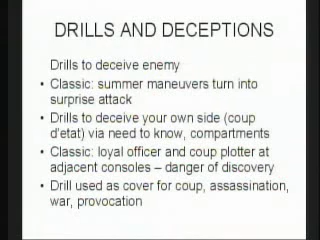 DRILLS AND DECEPTIONS
Drills to deceive enemy
• Classic: summer maneuvers turn into
surprise attack
• Drills to deceive your own side (coup
d'etat) via need to know, compartments
• Classic: loyal officer and coup plotter at
adjacent consoles – danger of discovery
• Drill used as cover for coup, assassination,
war, provocation